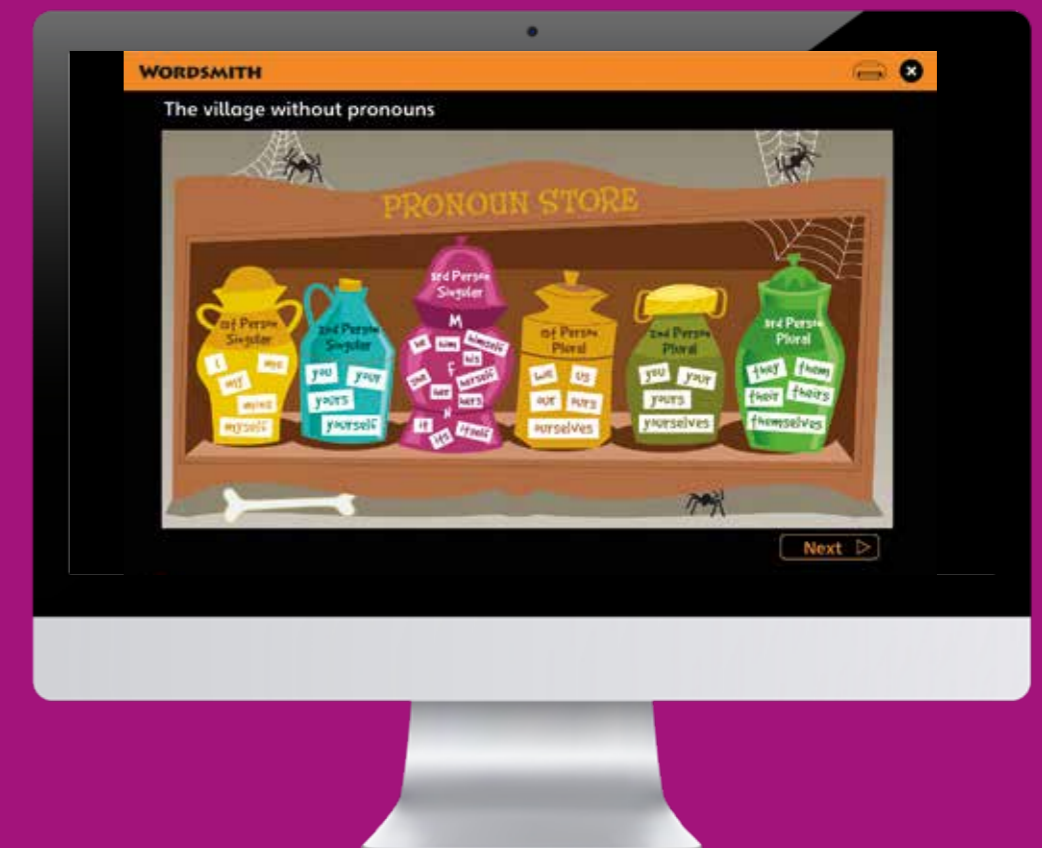 WORDSMITH
The village without pronouns
PRONOUN STORE
1st Person
Singular
I me
my
mine
myself
2nd Person
Singular
you your
yours
yourself
3rd Person
Singular
M
he him himself
his
F
she her herself
hers
N
it its itself
1st Person
Plural
we us
our ours
ourselves
2nd Person
Plural
you your
yours
yourselves
3rd Person
Plural
they them
their theirs
themselves
Next